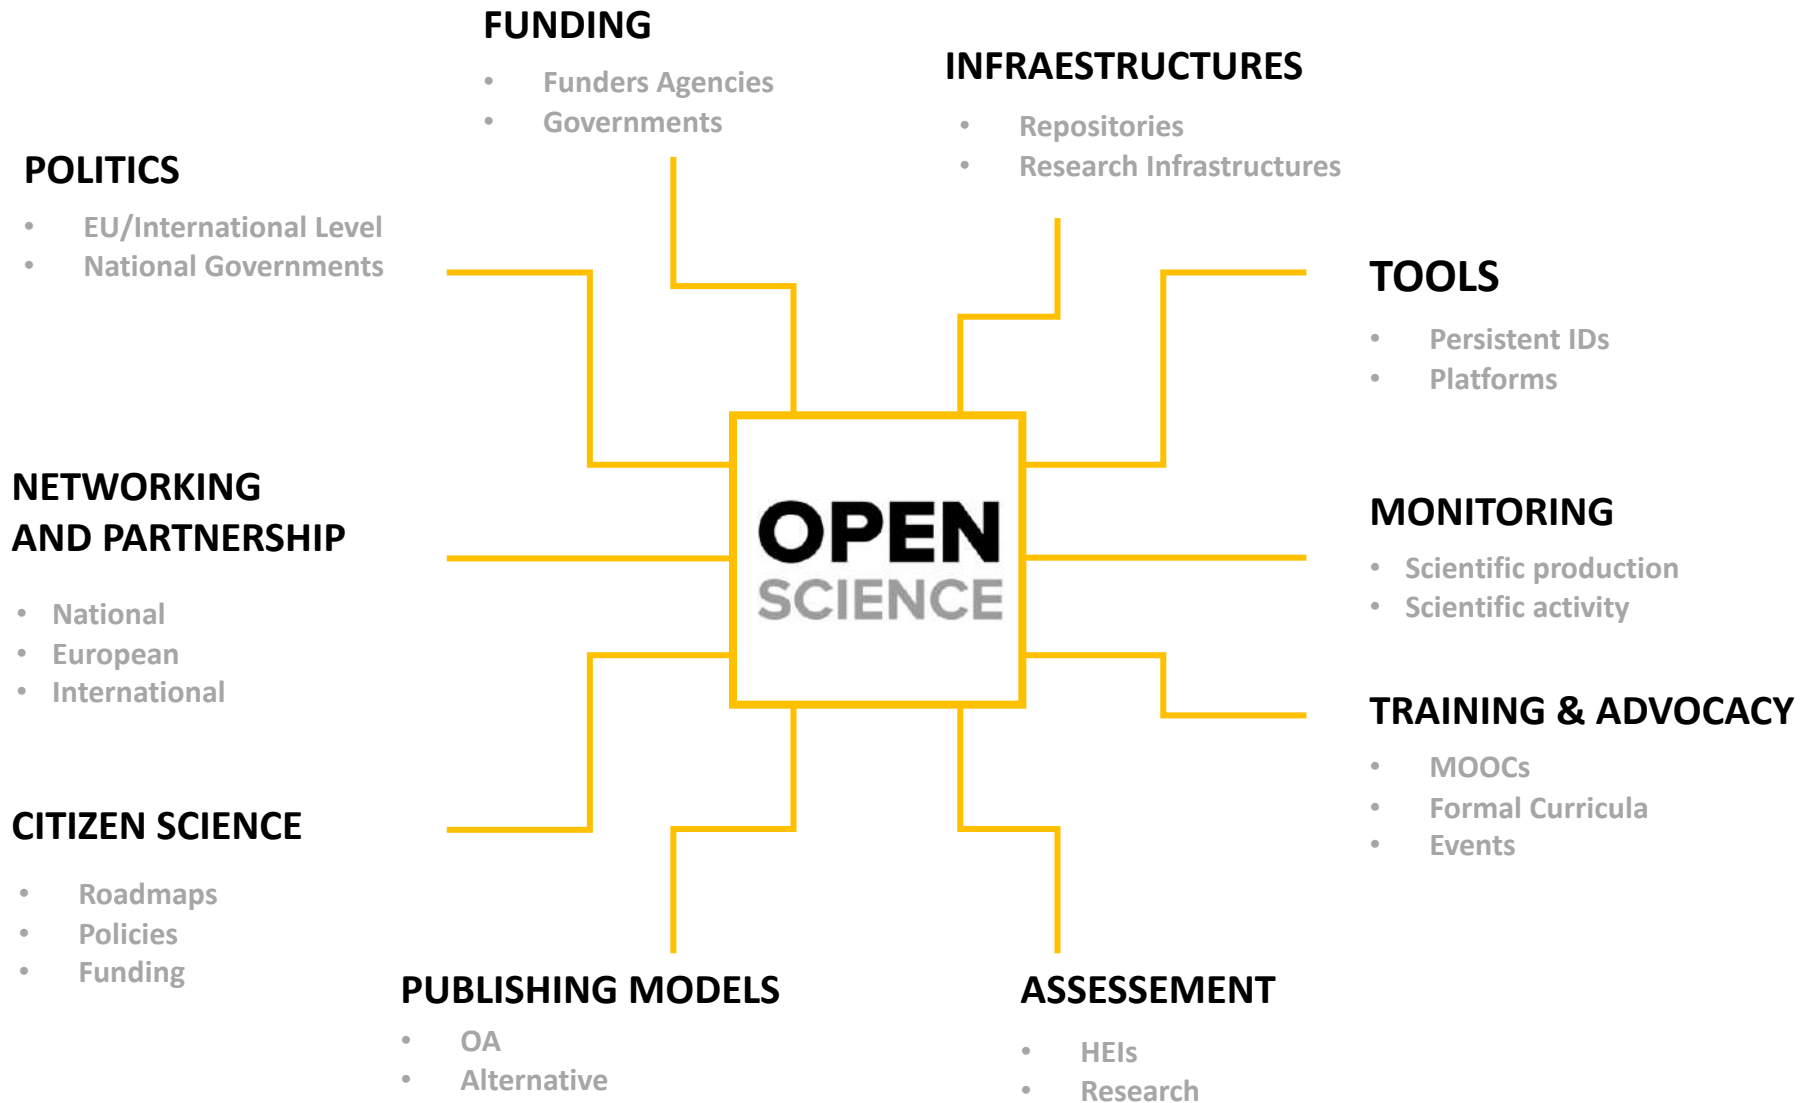 FUNDING
• Funders Agencies
• Governments
INFRAESTRUCTURES
• Repositories
• Research Infrastructures
POLITICS
• EU/International Level
• National Governments
TOOLS
• Persistent IDs
• Platforms
NETWORKING
AND PARTNERSHIP
• National
• European
• International
OPEN
SCIENCE
MONITORING
• Scientific production
• Scientific activity
TRAINING & ADVOCACY
• MOOCs
• Formal Curricula
• Events
CITIZEN SCIENCE
• Roadmaps
• Policies
• Funding
PUBLISHING MODELS
• OA
• Alternative
ASSESSEMENT
• HEIs
• Research